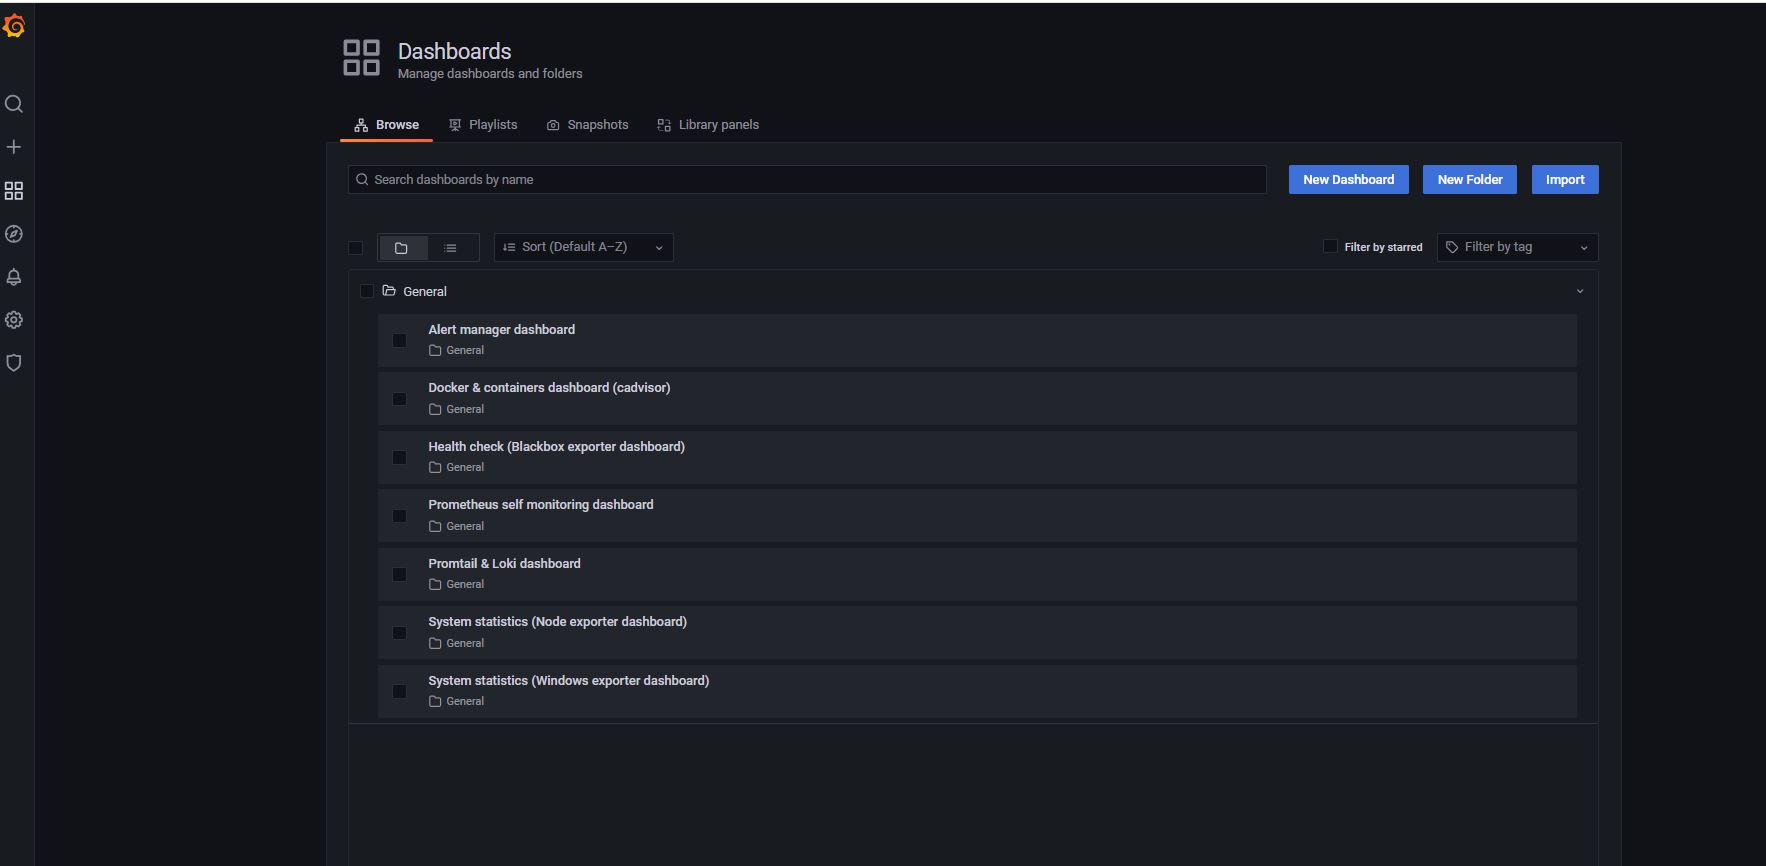 Dashboards
Manage dashboards and folders
Browse
Playlists
Snapshots
Library panels
Search dashboards by name
New Dashboard
New Folder
Import
Sort (Default A–Z)
Filter by starred
Filter by tag
General
Alert manager dashboard
General
Docker & containers dashboard (cadvisor)
General
Health check (Blackbox exporter dashboard)
General
Prometheus self monitoring dashboard
General
Promtail & Loki dashboard
General
System statistics (Node exporter dashboard)
General
System statistics (Windows exporter dashboard)
General